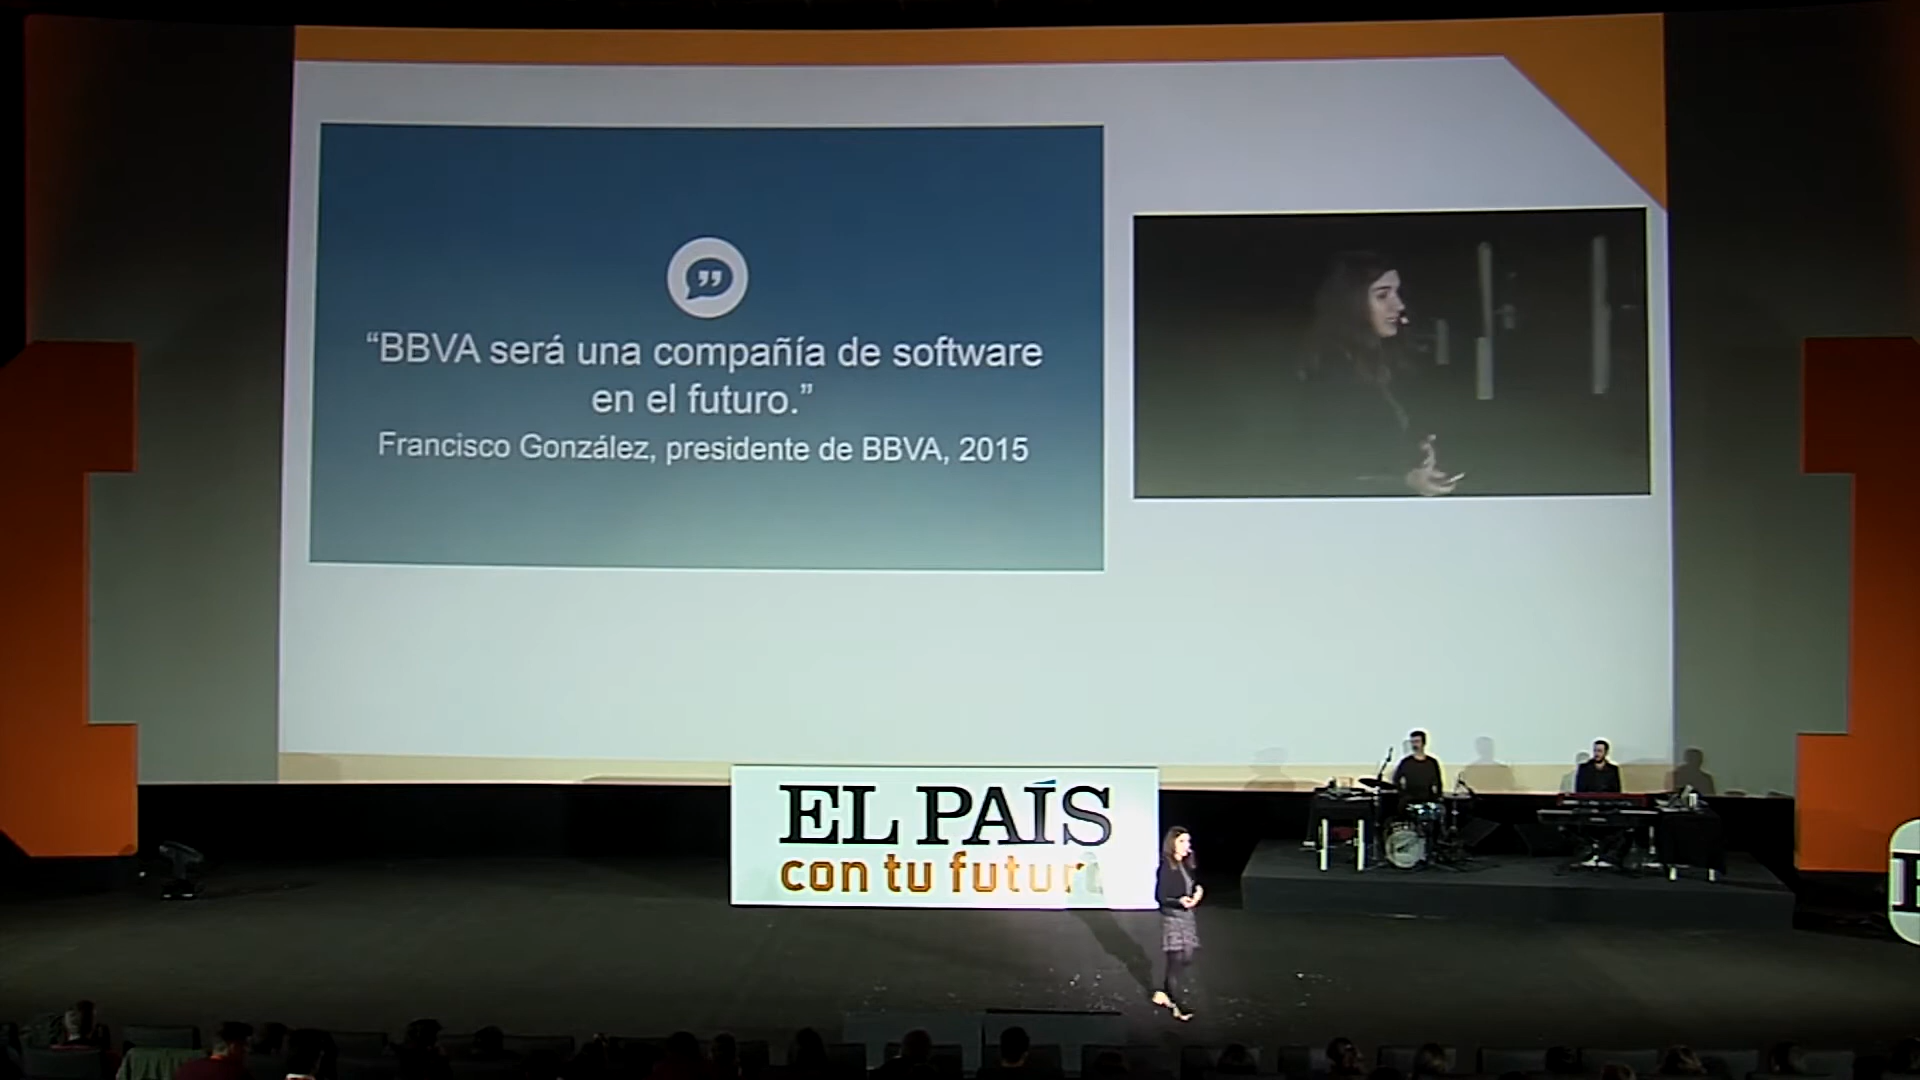 “BBVA será una compañía de software
en el futuro.”
Francisco González, presidente de BBVA, 2015
EL PAÍS
con tu futuro